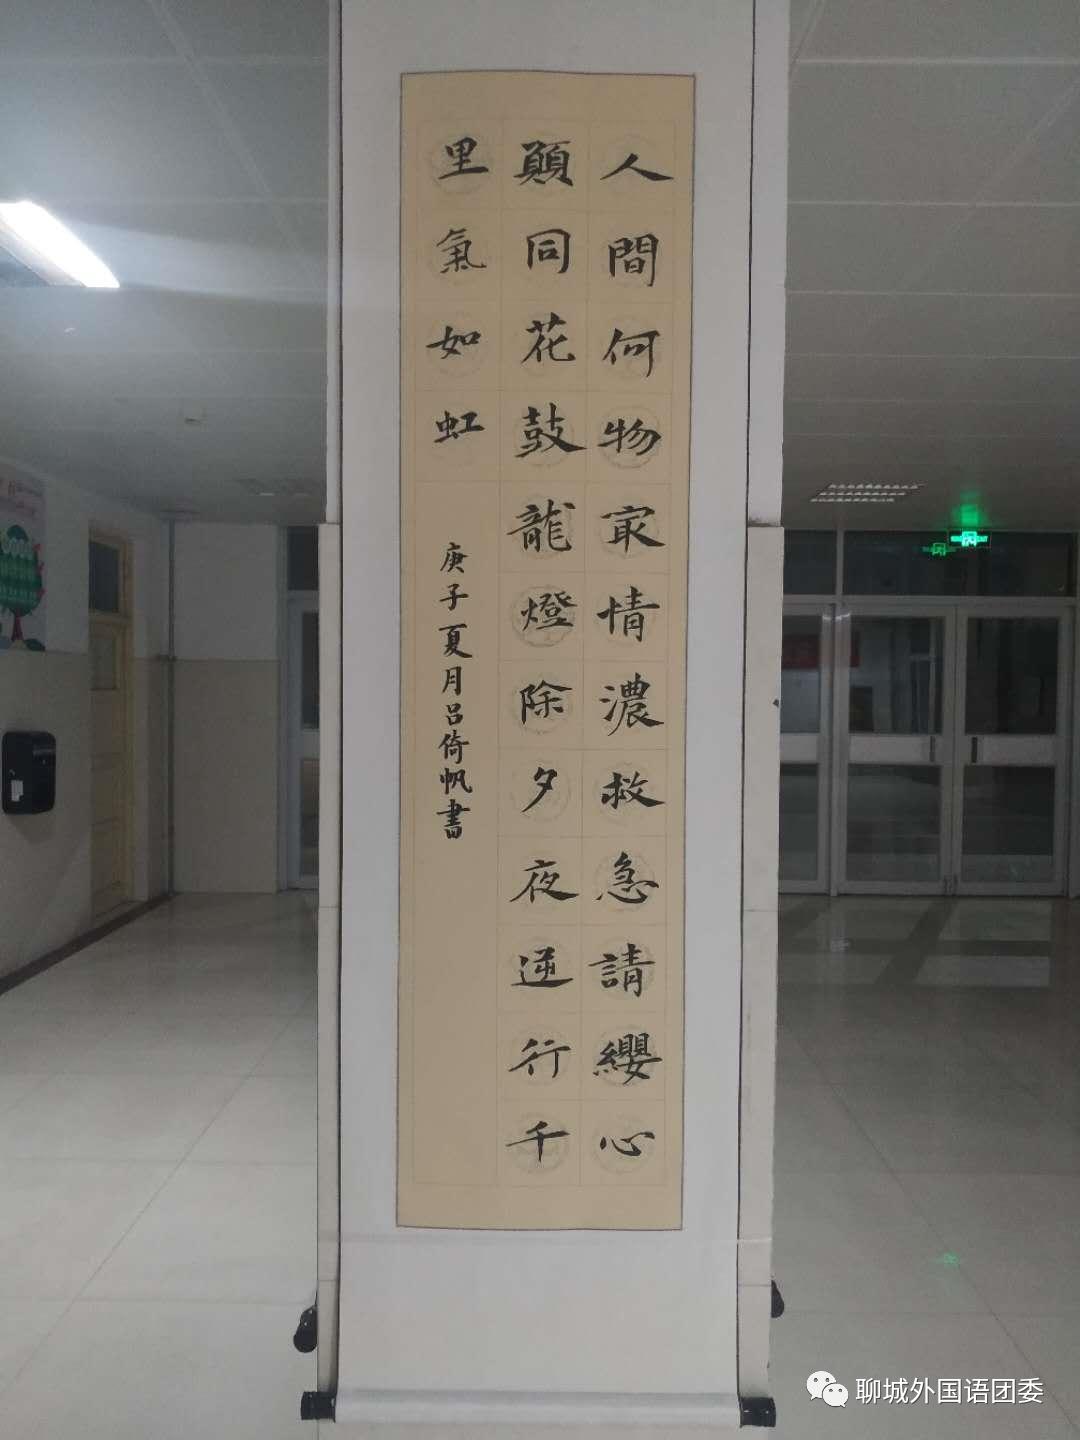 人間何物冣情濃救急請纓心
願同花鼓龍燈除夕夜逆行千
里氣如虹
庚子夏月吕倚帆書
聊城外国语团委